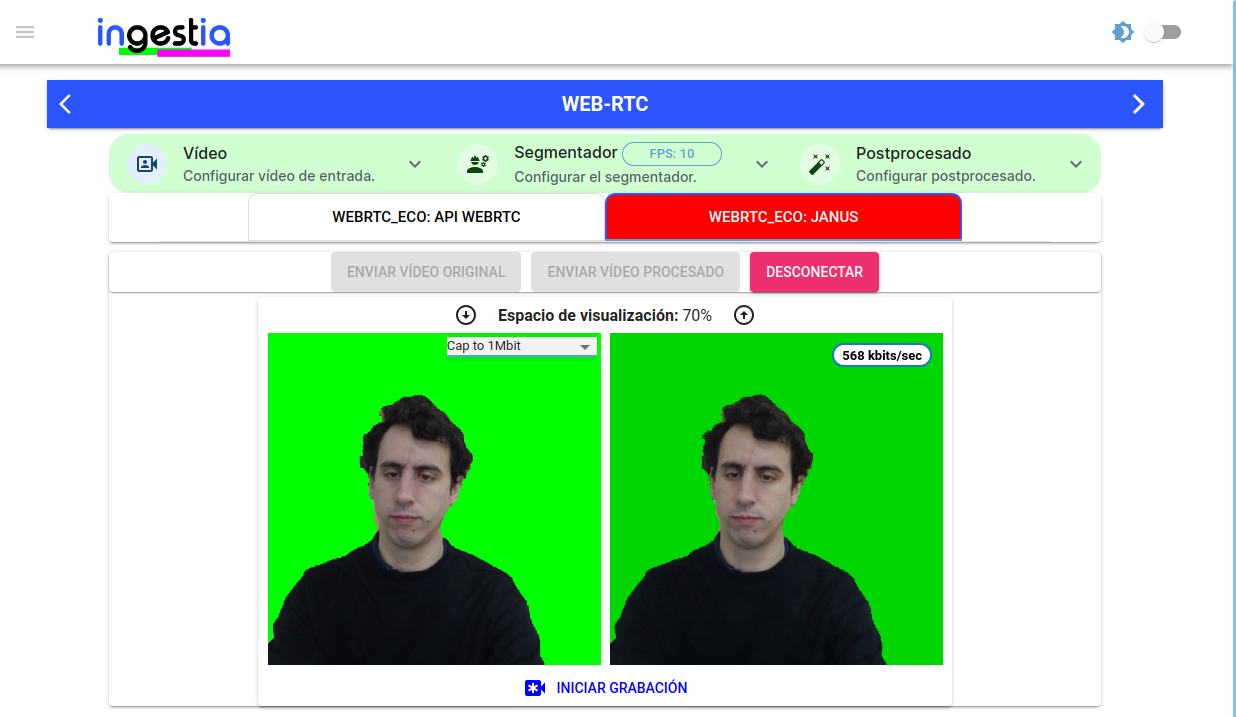 ingestia
WEB-RTC
Vídeo
Configurar vídeo de entrada.
Segmentador FPS: 10
Configurar el segmentador.
Postprocesado
Configurar postprocesado.
WEBRTC_ECO: API WEBRTC
WEBRTC_ECO: JANUS
ENVIAR VÍDEO ORIGINAL
ENVIAR VÍDEO PROCESADO
DESCONECTAR
Espacio de visualización: 70%
Cap to 1Mbit
568 kbits/sec
INICIAR GRABACIÓN